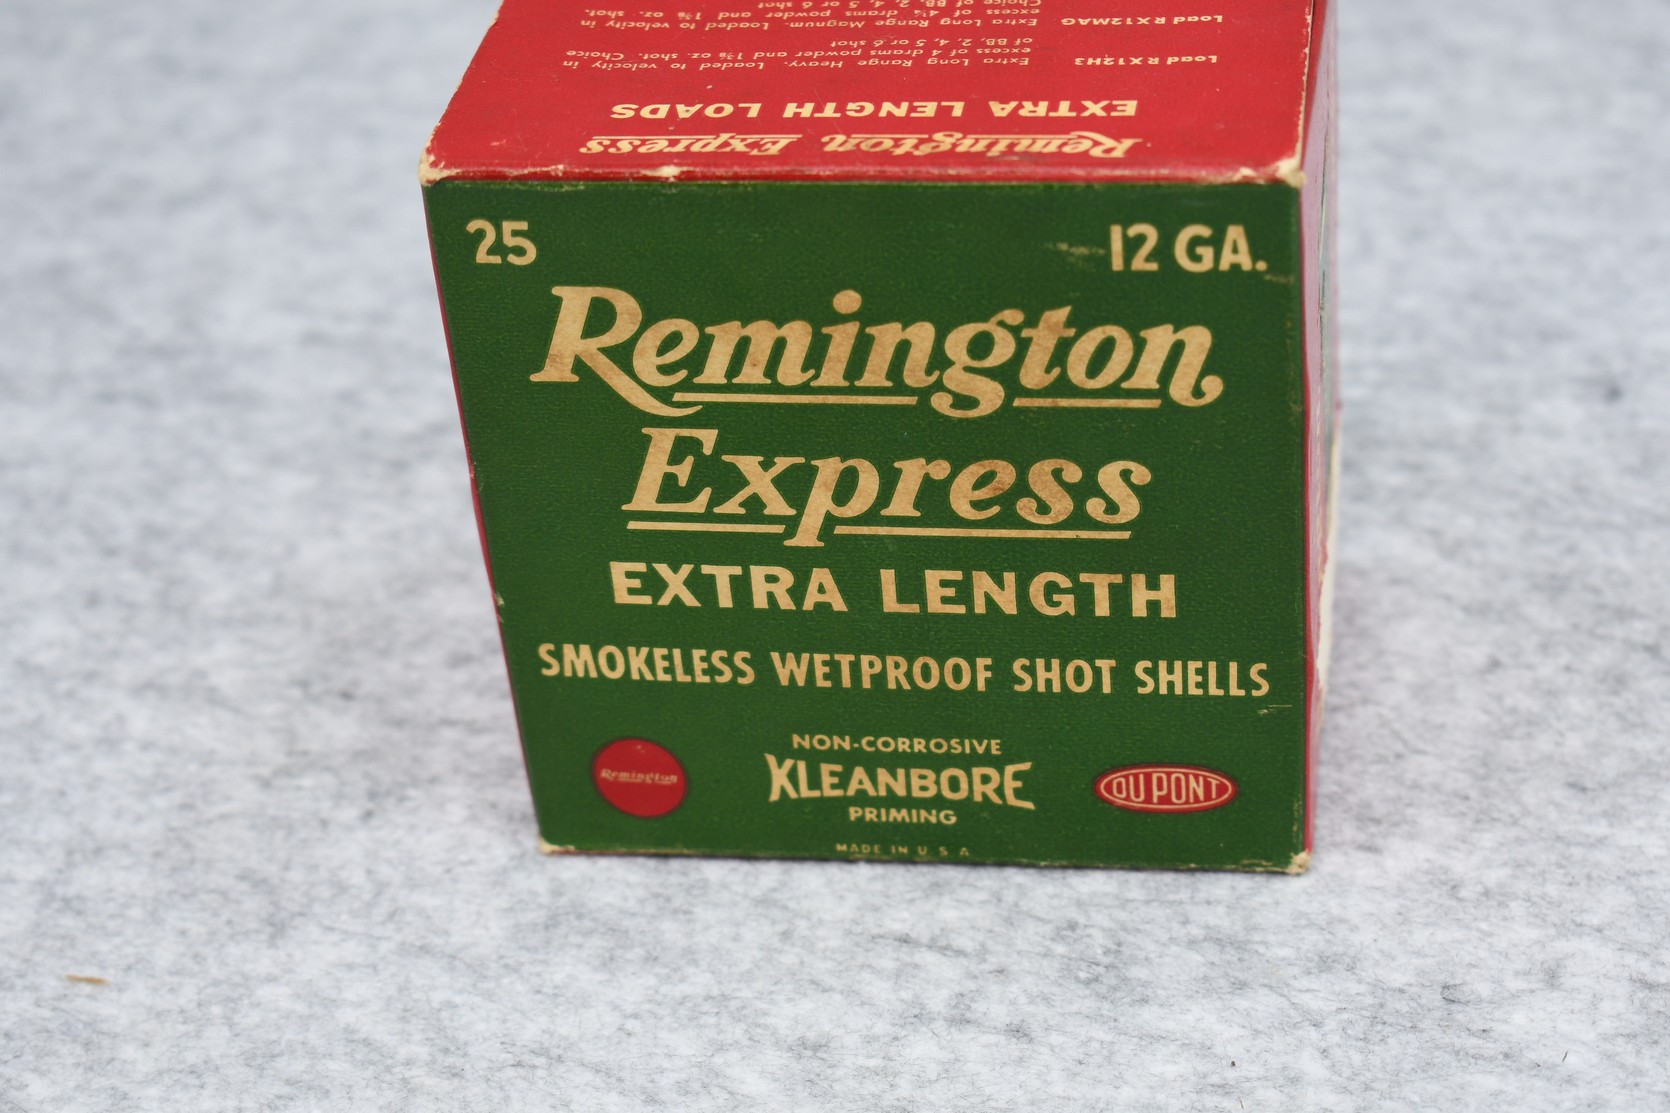 Choice of BB, 2, 4, 5 or 6 shot
excess of 4¼ drams powder and 1⅝ oz. shot.
Load RX12MAG Extra Long Range Magnum. Loaded to velocity in
of BB, 2, 4, 5 or 6 shot
excess of 4 drams powder and 1⅜ oz. shot. Choice
Load RX12H3 Extra Long Range Heavy. Loaded to velocity in
EXTRA LENGTH LOADS
Remington Express
25 12 GA.
Remington
Express
EXTRA LENGTH
SMOKELESS WETPROOF SHOT SHELLS
NON-CORROSIVE
Remington KLEANBORE DU PONT
PRIMING
MADE IN U.S.A